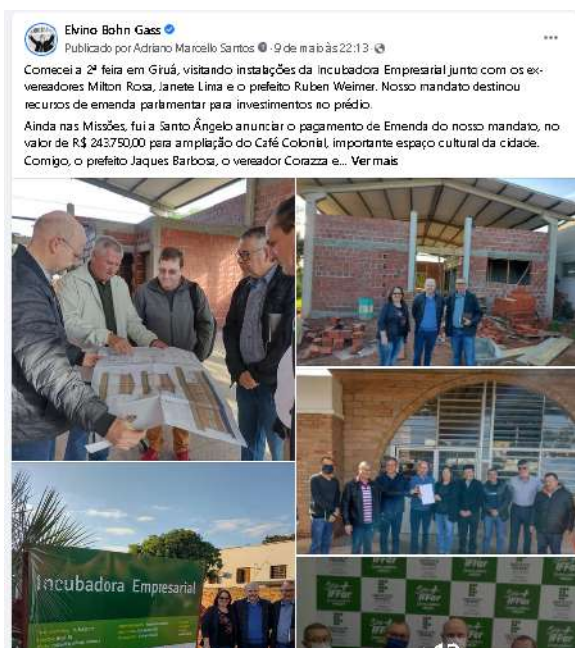 Elvino Bohn Gass
Publicado por Adriano Marcello Santos · 9 de maio às 22:13 ·
Comecei a 2ª feira em Giruá, visitando instalações da Incubadora Empresarial junto com os ex-
vereadores Milton Rosa, Janete Lima e o prefeito Ruben Weimer. Nosso mandato destinou
recursos de emenda parlamentar para investimentos no prédio.
Ainda nas Missões, fui a Santo Ângelo anunciar o pagamento de Emenda do nosso mandato, no
valor de R$ 243.750,00 para ampliação do Café Colonial, importante espaço cultural da cidade.
Comigo, o prefeito Jaques Barbosa, o vereador Corazza e... Ver mais
Incubadora Empresarial
IFFar
IFFar